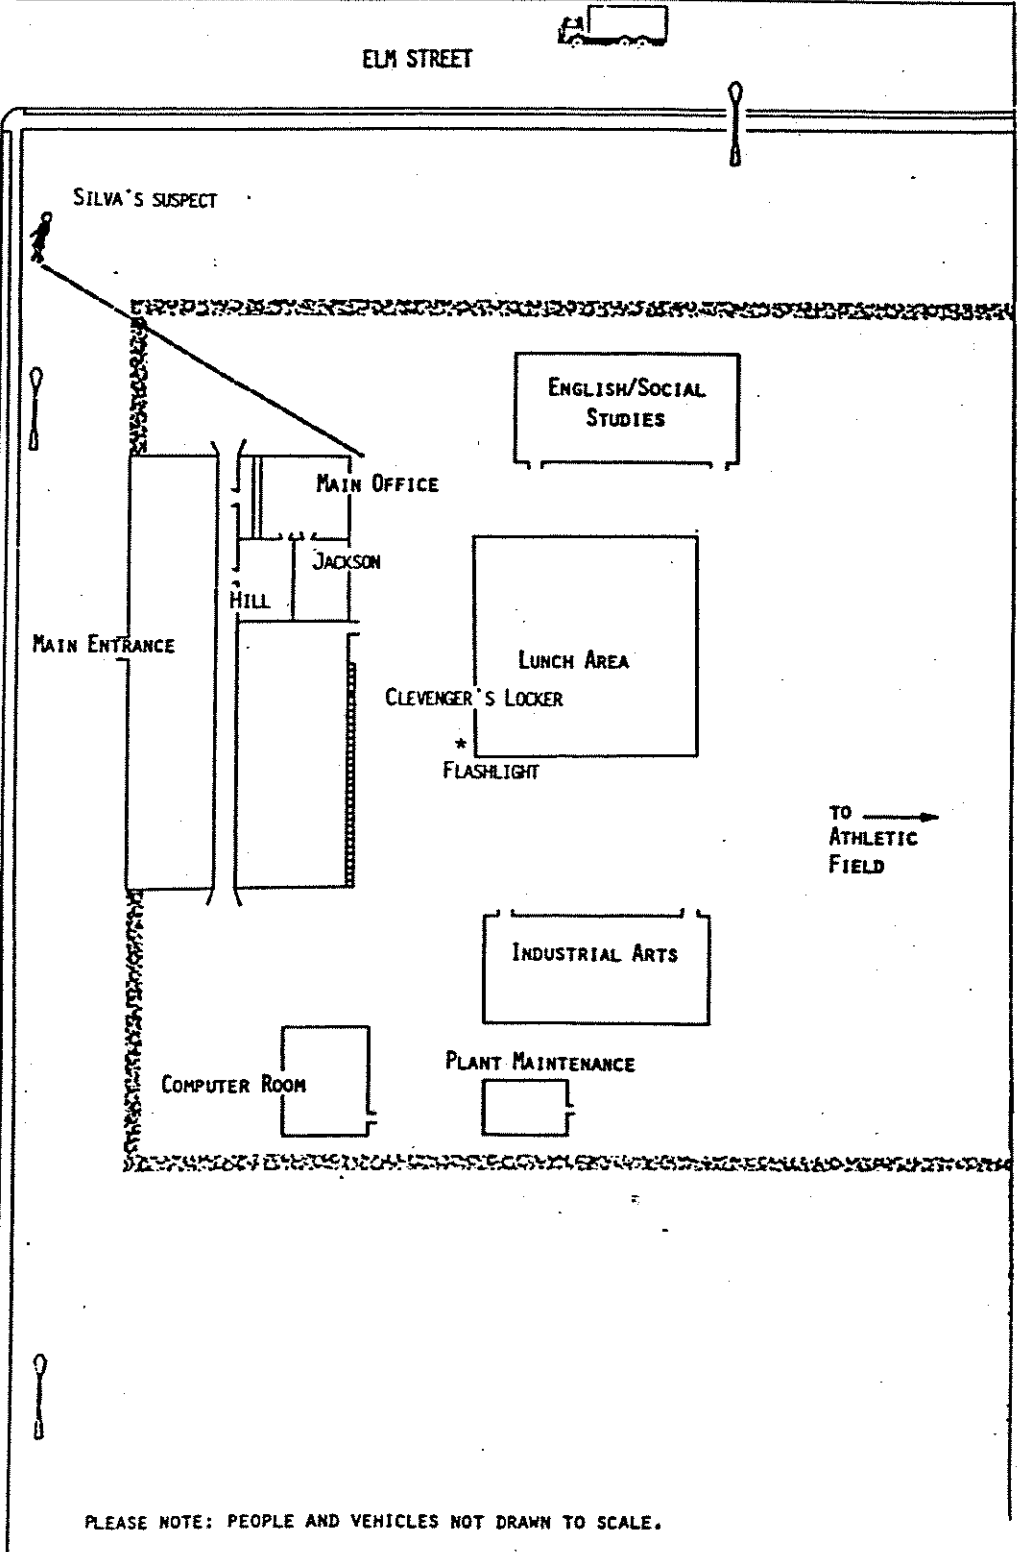 ELM STREET
SILVA'S SUSPECT
ENGLISH/SOCIAL
STUDIES
MAIN OFFICE
JACKSON
HILL
MAIN ENTRANCE
LUNCH AREA
CLEVENGER'S LOCKER
*
FLASHLIGHT
TO
ATHLETIC
FIELD
INDUSTRIAL ARTS
PLANT MAINTENANCE
COMPUTER ROOM
PLEASE NOTE: PEOPLE AND VEHICLES NOT DRAWN TO SCALE.